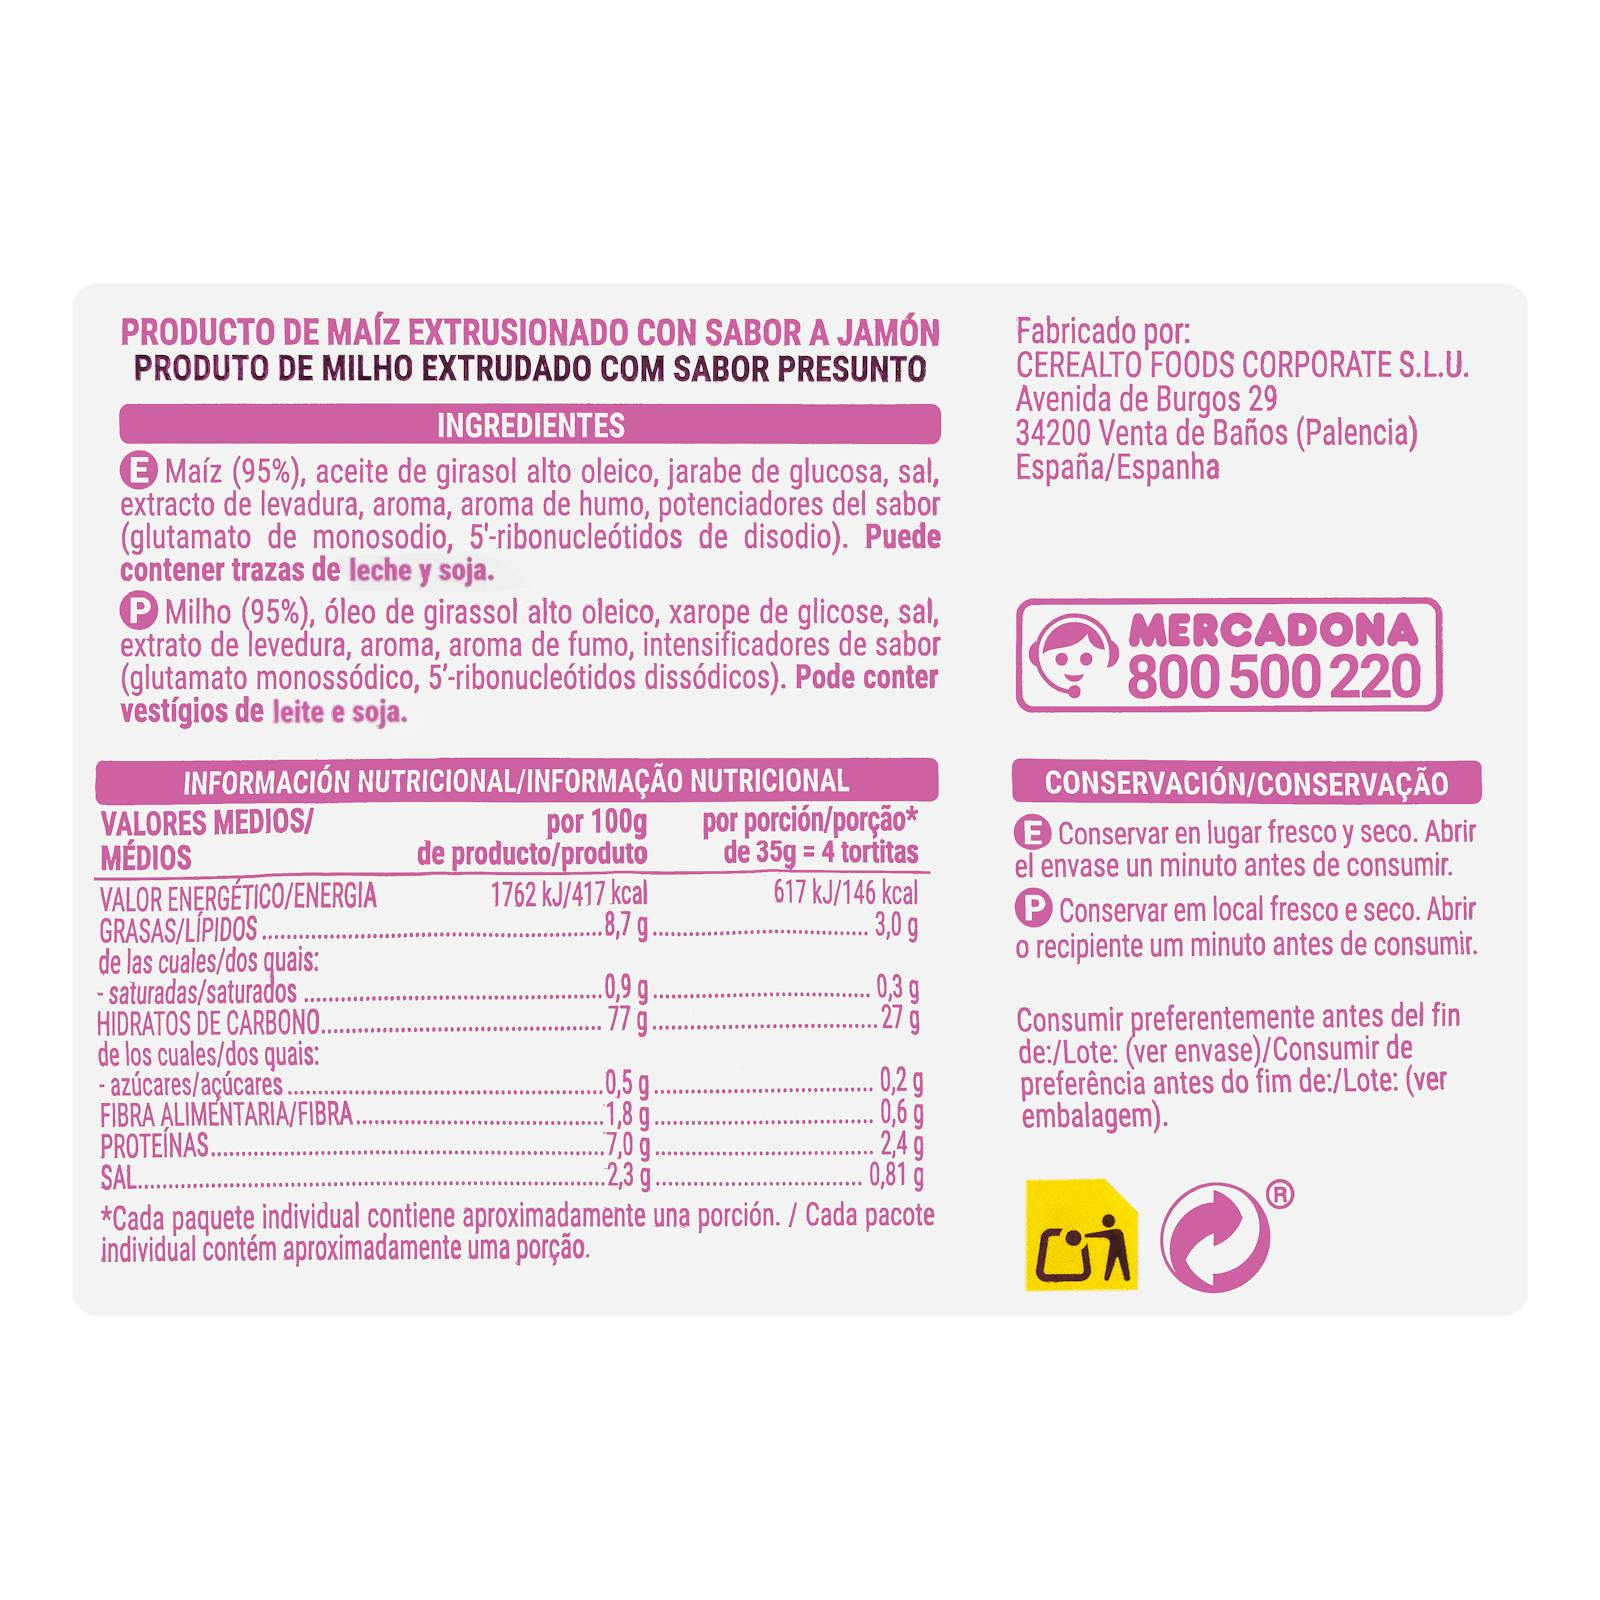 PRODUCTO DE MAÍZ EXTRUSIONADO CON SABOR A JAMÓN
PRODUTO DE MILHO EXTRUDADO COM SABOR PRESUNTO
INGREDIENTES
E Maíz (95%), aceite de girasol alto oleico, jarabe de glucosa, sal,
extracto de levadura, aroma, aroma de humo, potenciadores del sabor
(glutamato de monosodio, 5'-ribonucleótidos de disodio). Puede
contener trazas de leche y soja.
P Milho (95%), óleo de girassol alto oleico, xarope de glicose, sal,
extrato de levedura, aroma, aroma de fumo, intensificadores de sabor
(glutamato monossódico, 5’-ribonucleótidos dissódicos). Pode conter
vestígios de leite e soja.
INFORMACIÓN NUTRICIONAL/INFORMAÇÃO NUTRICIONAL
VALORES MEDIOS/ por 100g por porción/porção*
MÉDIOS de producto/produto de 35g = 4 tortitas
VALOR ENERGÉTICO/ENERGIA 1762 kJ/417 kcal 617 kJ/146 kcal
GRASAS/LÍPIDOS 8,7 g 3,0 g
de las cuales/dos quais:
- saturadas/saturados 0,9 g 0,3 g
HIDRATOS DE CARBONO 77 g 27 g
de los cuales/dos quais:
- azúcares/açúcares 0,5 g 0,2 g
FIBRA ALIMENTARIA/FIBRA 1,8 g 0,6 g
PROTEÍNAS 7,0 g 2,4 g
SAL 2,3 g 0,81 g
*Cada paquete individual contiene aproximadamente una porción. / Cada pacote
individual contém aproximadamente uma porção.
Fabricado por:
CEREALTO FOODS CORPORATE S.L.U.
Avenida de Burgos 29
34200 Venta de Baños (Palencia)
España/Espanha
MERCADONA
800 500 220
CONSERVACIÓN/CONSERVAÇÃO
E Conservar en lugar fresco y seco. Abrir
el envase un minuto antes de consumir.
P Conservar em local fresco e seco. Abrir
o recipiente um minuto antes de consumir.
Consumir preferentemente antes del fin
de:/Lote: (ver envase)/Consumir de
preferência antes do fim de:/Lote: (ver
embalagem).
®